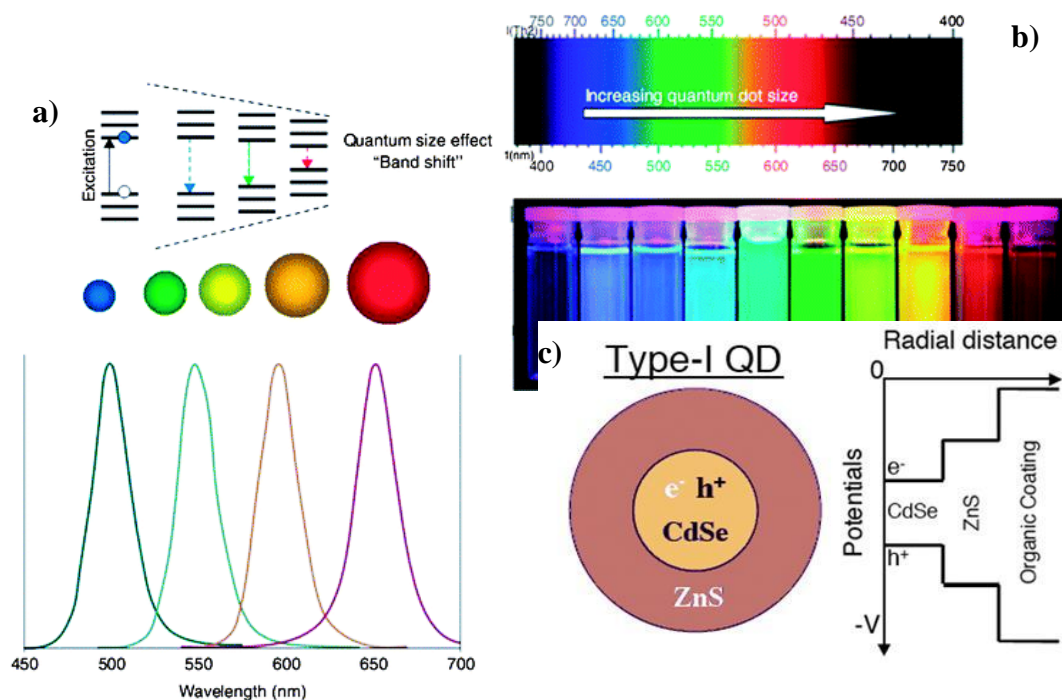 a)
Excitation
Quantum size effect
"Band shift"
450 500 550 600 650 700
Wavelength (nm)
b)
750 700 650 600 550 500 450 400
f(Th2)
Increasing quantum dot size
f(nm)
400 450 500 550 600 650 700 750
c)
Type-I QD
e⁻ h⁺
CdSe
ZnS
Radial distance
0
Potentials
-V
e⁻
CdSe
h⁺
ZnS
Organic Coating